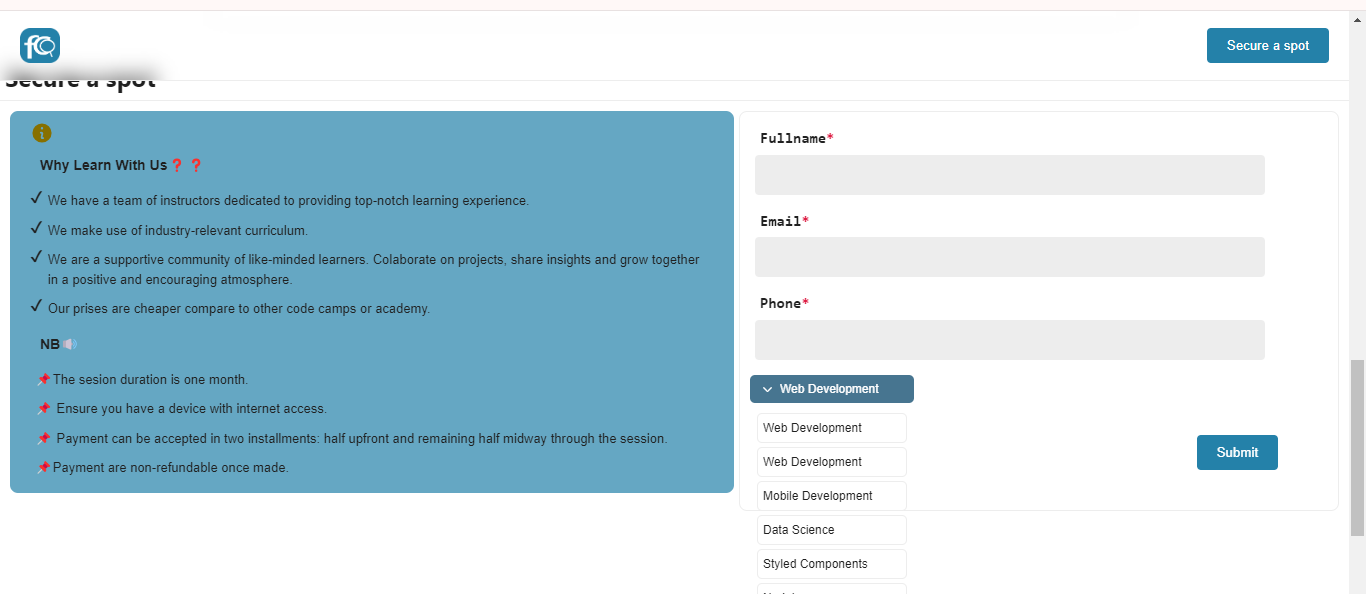 fc
Secure a spot
Secure a spot
Why Learn With Us❓ ❓
✓ We have a team of instructors dedicated to providing top-notch learning experience.
✓ We make use of industry-relevant curriculum.
✓ We are a supportive community of like-minded learners. Colaborate on projects, share insights and grow together
in a positive and encouraging atmosphere.
✓ Our prises are cheaper compare to other code camps or academy.
NB🔊
📌The sesion duration is one month.
📌 Ensure you have a device with internet access.
📌 Payment can be accepted in two installments: half upfront and remaining half midway through the session.
📌Payment are non-refundable once made.
Fullname*
Email*
Phone*
Web Development
Web Development
Web Development
Mobile Development
Data Science
Styled Components
Submit